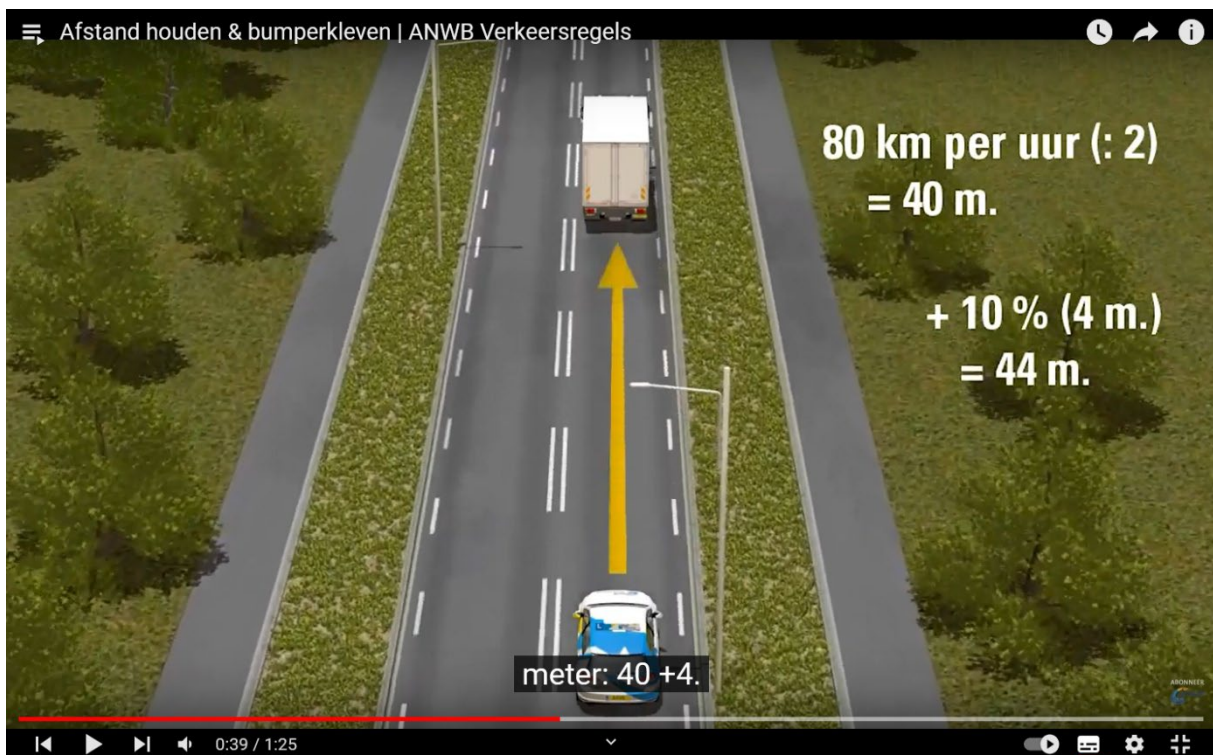 Afstand houden & bumperkleven | ANWB Verkeersregels
80 km per uur (: 2)
= 40 m.
+ 10 % (4 m.)
= 44 m.
meter: 40 +4.
ABONNEER
0:39 / 1:25